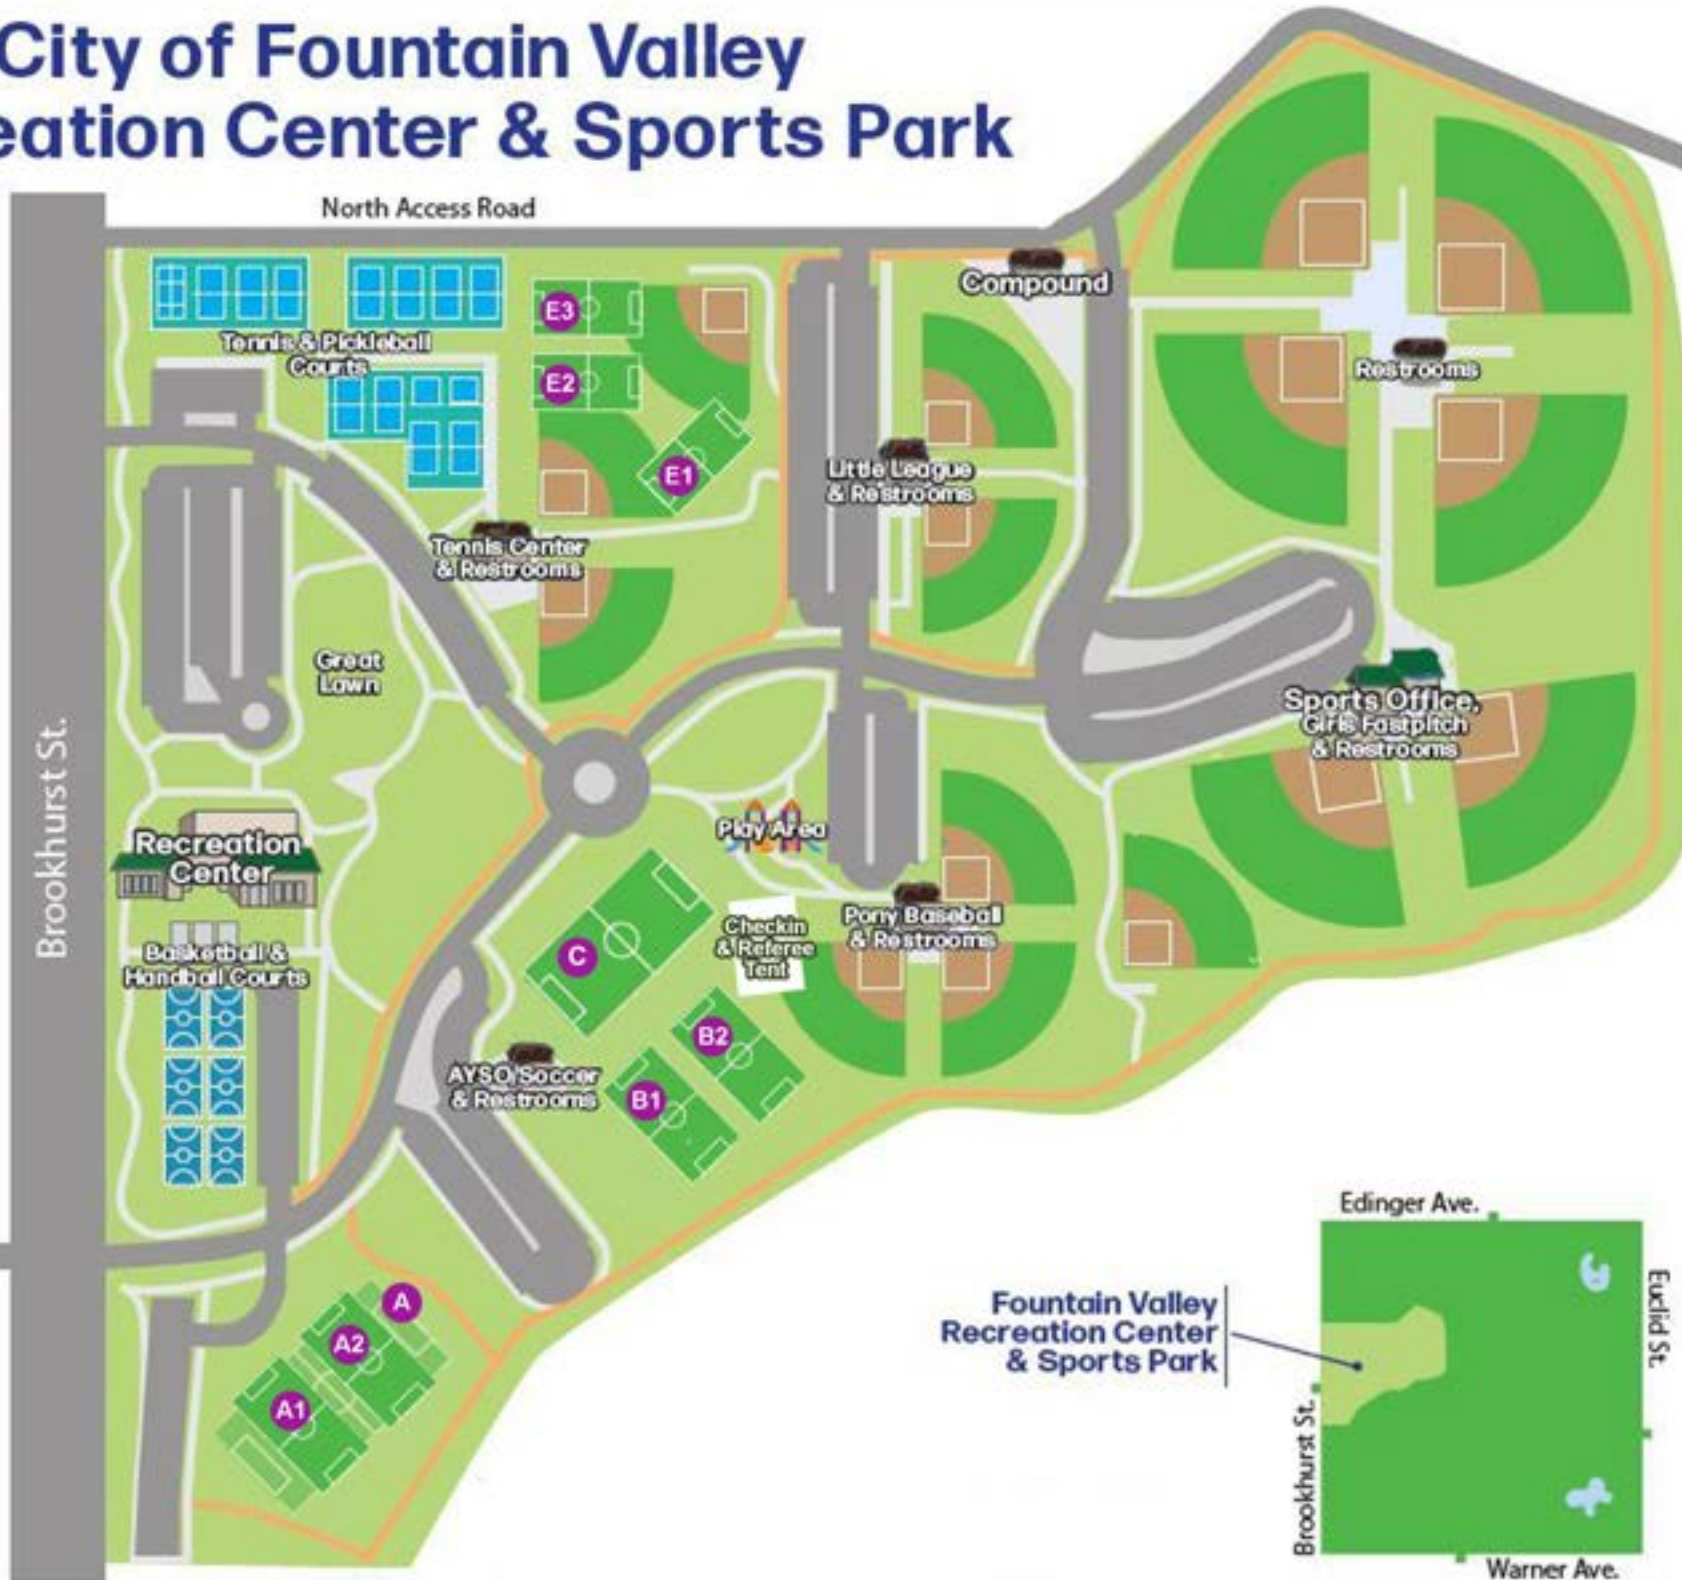 City of Fountain Valley
eation Center & Sports Park
North Access Road
Compound
E3
Tennis & Pickleball
Courts
E2
Restrooms
E1
Little League
& Restrooms
Tennis Center
& Restrooms
Great
Lawn
Sports Office,
Girls Fastpitch
& Restrooms
Brookhurst St.
Play Area
Recreation
Center
Pony Baseball
& Restrooms
Checkin
& Referee
Tent
C
Basketball &
Handball Courts
B2
AYSO/Soccer
& Restrooms
B1
A
A2
A1
Edinger Ave.
Euclid St.
Fountain Valley
Recreation Center
& Sports Park
Brookhurst St.
Warner Ave.